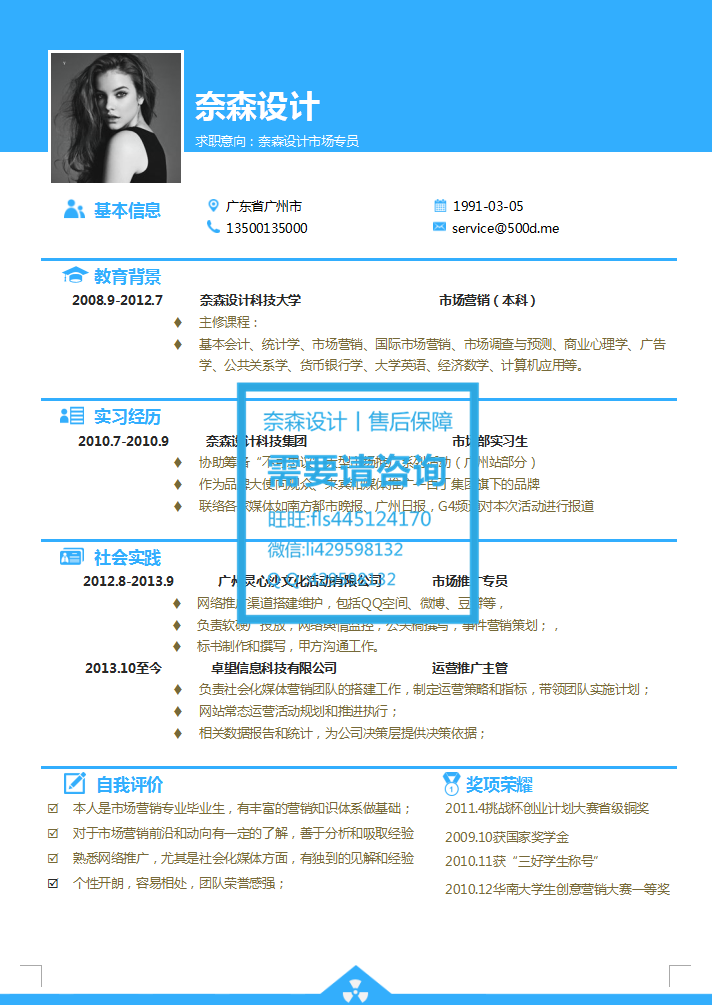 奈森设计
求职意向：奈森设计市场专员
基本信息
广东省广州市
1991-03-05
13500135000
service@500d.me
教育背景
2008.9-2012.7 奈森设计科技大学 市场营销（本科）
主修课程：
基本会计、统计学、市场营销、国际市场营销、市场调查与预测、商业心理学、广告
学、公共关系学、货币银行学、大学英语、经济数学、计算机应用等。
奈森设计丨售后保障
需要请咨询
旺旺:fls445124170
微信:li429598132
实习经历
2010.7-2010.9 奈森设计科技集团 市场部实习生
协助筹备“不 系列活动（广州站部分）
作为品牌大使向观众、来宾和媒体推广 集团旗下的品牌
联络各 媒体如南方都市晚报、广州日报，G4频道对本次活动进行报道
社会实践
2012.8-2013.9 广州灵心沙文化活动有限公司 市场推广专员
网络推广渠道搭建维护，包括QQ空间、微博、豆瓣等，
负责软硬广投放，网络舆情监控，公关稿撰写，事件营销策划；，
标书制作和撰写，甲方沟通工作。
2013.10至今 卓望信息科技有限公司 运营推广主管
负责社会化媒体营销团队的搭建工作，制定运营策略和指标，带领团队实施计划；
网站常态运营活动规划和推进执行；
相关数据报告和统计，为公司决策层提供决策依据；
自我评价
本人是市场营销专业毕业生，有丰富的营销知识体系做基础；
对于市场营销前沿和动向有一定的了解，善于分析和吸取经验
熟悉网络推广，尤其是社会化媒体方面，有独到的见解和经验
个性开朗，容易相处，团队荣誉感强；
奖项荣耀
1
2011.4挑战杯创业计划大赛省级铜奖
2009.10获国家奖学金
2010.11获“三好学生称号”
2010.12华南大学生创意营销大赛一等奖